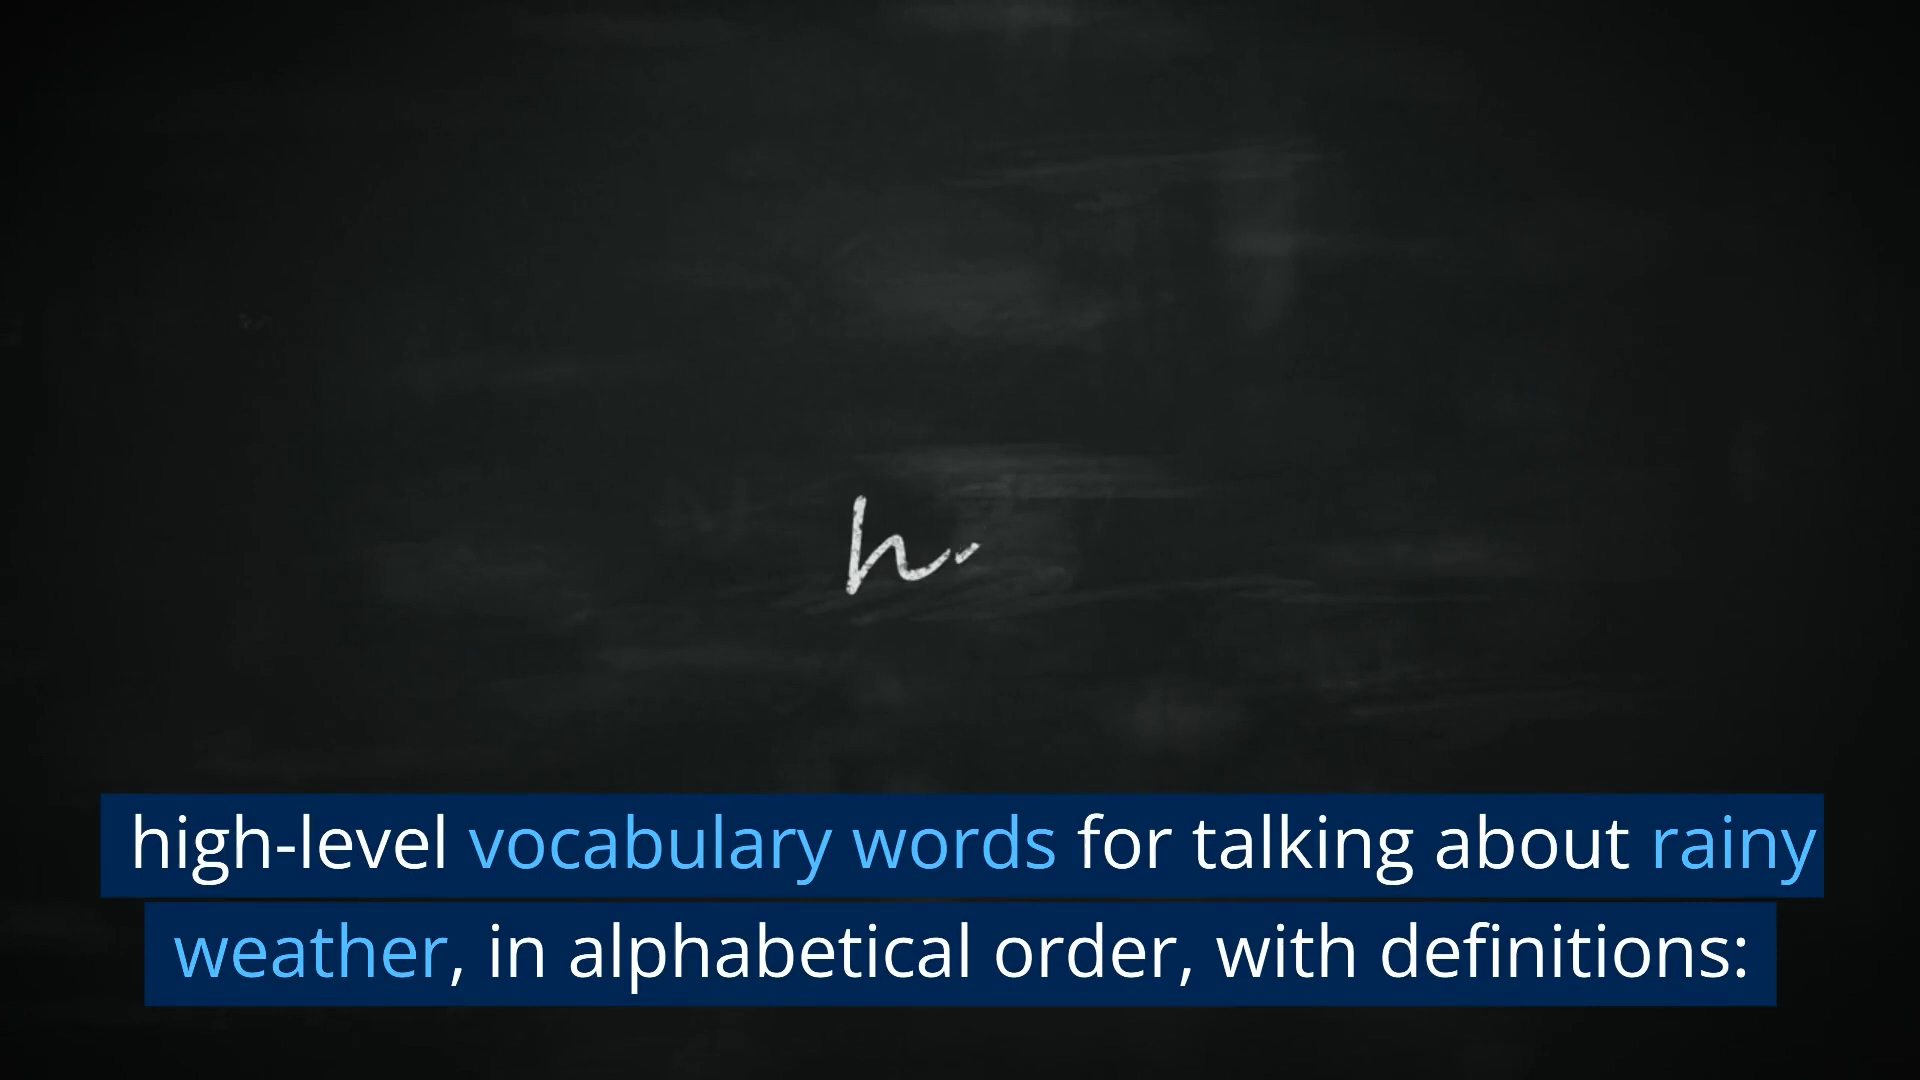 h
high-level vocabulary words for talking about rainy
weather, in alphabetical order, with definitions: